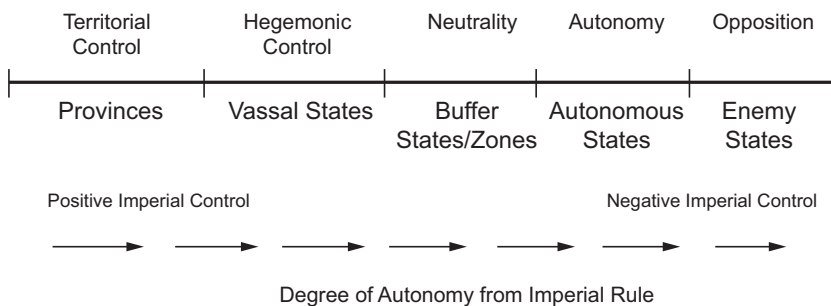 Territorial Control
Hegemonic Control
Neutrality
Autonomy
Opposition
Provinces
Vassal States
Buffer States/Zones
Autonomous States
Enemy States
Positive Imperial Control
Negative Imperial Control
Degree of Autonomy from Imperial Rule